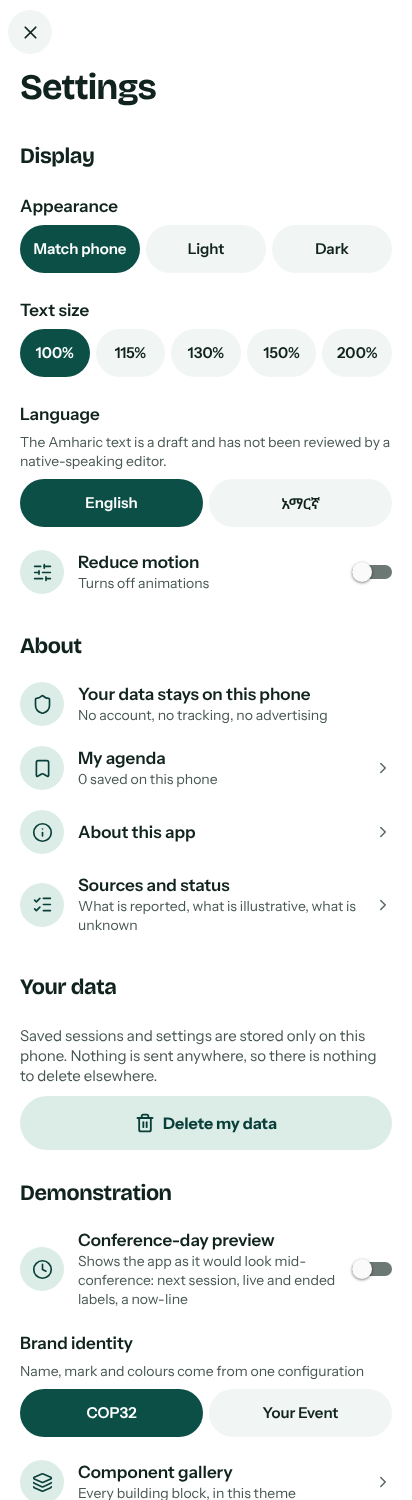 Settings
Display
Appearance
Match phone
Light
Dark
Text size
100%
115%
130%
150%
200%
Language
The Amharic text is a draft and has not been reviewed by a
native-speaking editor.
English
አማርኛ
Reduce motion
Turns off animations
About
Your data stays on this phone
No account, no tracking, no advertising
My agenda
0 saved on this phone
About this app
Sources and status
What is reported, what is illustrative, what is
unknown
Your data
Saved sessions and settings are stored only on this
phone. Nothing is sent anywhere, so there is nothing
to delete elsewhere.
Delete my data
Demonstration
Conference-day preview
Shows the app as it would look mid-
conference: next session, live and ended
labels, a now-line
Brand identity
Name, mark and colours come from one configuration
COP32
Your Event
Component gallery
Every building block, in this theme